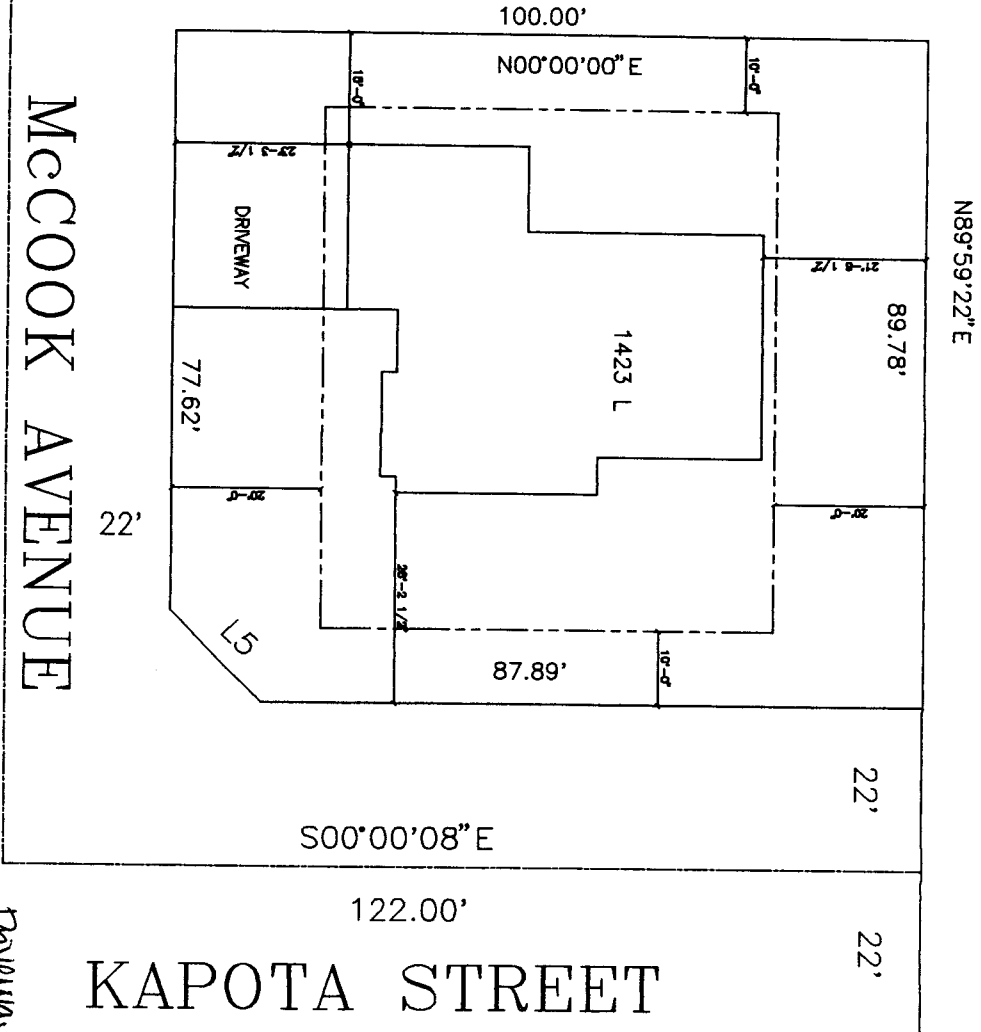 100.00'
N00°00'00"E
18'-0"
10'-0"
N89°59'22"E
23'-3 1/2"
21'-8 1/2"
DRIVEWAY
89.78'
1423 L
77.62'
McCOOK AVENUE
20'-0"
20'-0"
22'
L5
87.89'
10'-0"
22'
S00°00'08"E
122.00'
22'
KAPOTA STREET